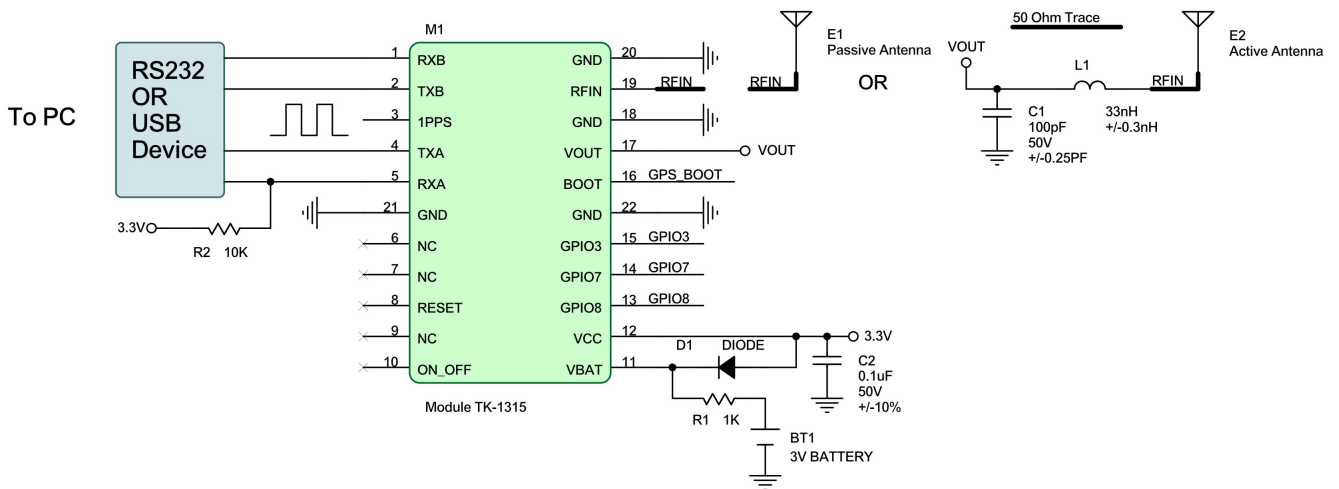 To PC
RS232
OR
USB
Device
3.3V
R2 10K
M1
1 RXB
2 TXB
3 1PPS
4 TXA
5 RXA
21 GND
6 NC
7 NC
8 RESET
9 NC
10 ON_OFF
GND 20
RFIN 19 RFIN
GND 18
VOUT 17 VOUT
BOOT 16 GPS_BOOT
GND 22
GPIO3 15 GPIO3
GPIO7 14 GPIO7
GPIO8 13 GPIO8
VCC 12 3.3V
VBAT 11
Module TK-1315
D1 DIODE
R1 1K
BT1
3V BATTERY
C2
0.1uF
50V
+/-10%
RFIN
E1
Passive Antenna
OR
50 Ohm Trace
VOUT
L1
33nH
+/-0.3nH
C1
100pF
50V
+/-0.25PF
RFIN
E2
Active Antenna